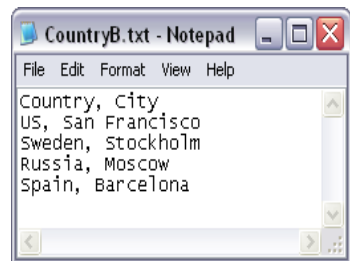 CountryB.txt - Notepad
File Edit Format View Help
Country, City
US, San Francisco
Sweden, Stockholm
Russia, Moscow
Spain, Barcelona